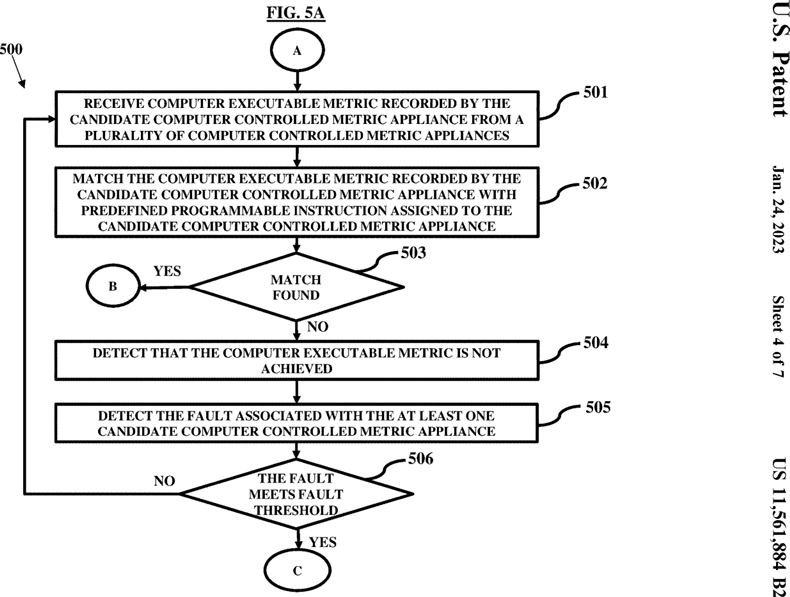 FIG. 5A
A
500
501
RECEIVE COMPUTER EXECUTABLE METRIC RECORDED BY THE
CANDIDATE COMPUTER CONTROLLED METRIC APPLIANCE FROM A
PLURALITY OF COMPUTER CONTROLLED METRIC APPLIANCES
502
MATCH THE COMPUTER EXECUTABLE METRIC RECORDED BY THE
CANDIDATE COMPUTER CONTROLLED METRIC APPLIANCE WITH
PREDEFINED PROGRAMMABLE INSTRUCTION ASSIGNED TO THE
CANDIDATE COMPUTER CONTROLLED METRIC APPLIANCE
503
YES
B
MATCH
FOUND
NO
504
DETECT THAT THE COMPUTER EXECUTABLE METRIC IS NOT
ACHIEVED
505
DETECT THE FAULT ASSOCIATED WITH THE AT LEAST ONE
CANDIDATE COMPUTER CONTROLLED METRIC APPLIANCE
506
NO
THE FAULT
MEETS FAULT
THRESHOLD
YES
C
U.S. Patent
Jan. 24, 2023
Sheet 4 of 7
US 11,561,884 B2